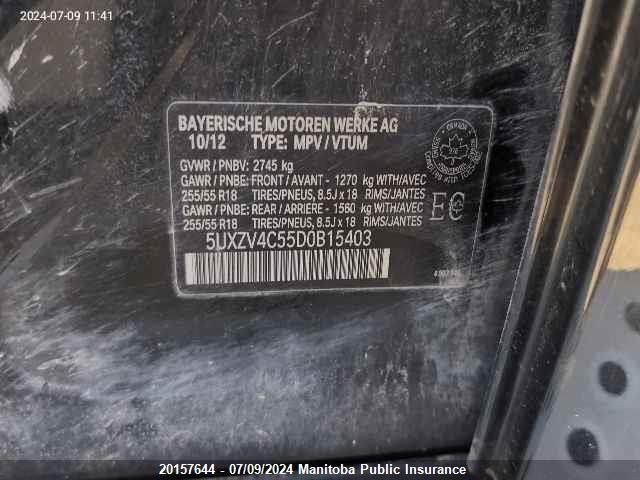 2024-07-09 11:41
BAYERISCHE MOTOREN WERKE AG
10/12 TYPE: MPV / VTUM
GVWR / PNBV: 2745 kg
GAWR / PNBE: FRONT / AVANT - 1270 kg WITH/AVEC
255/55 R18 TIRES/PNEUS, 8.5J x 18 RIMS/JANTES
GAWR / PNBE: REAR / ARRIERE - 1560 kg WITH/AVEC
255/55 R18 TIRES/PNEUS, 8.5J x 18 RIMS/JANTES
5UXZV4C55D0B15403
CANADA
EC
20157644 - 07/09/2024 Manitoba Public Insurance